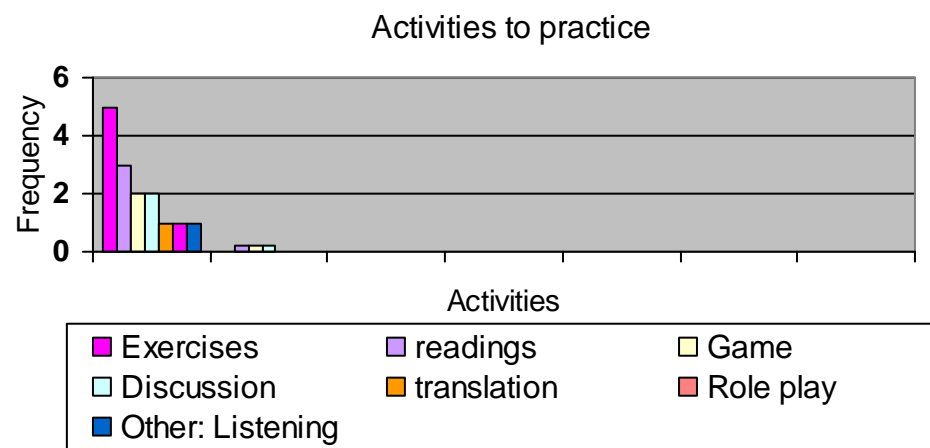 Activities to practice
6
4
2
0
Frequency
Activities
Exercises readings Game
Discussion translation Role play
Other: Listening